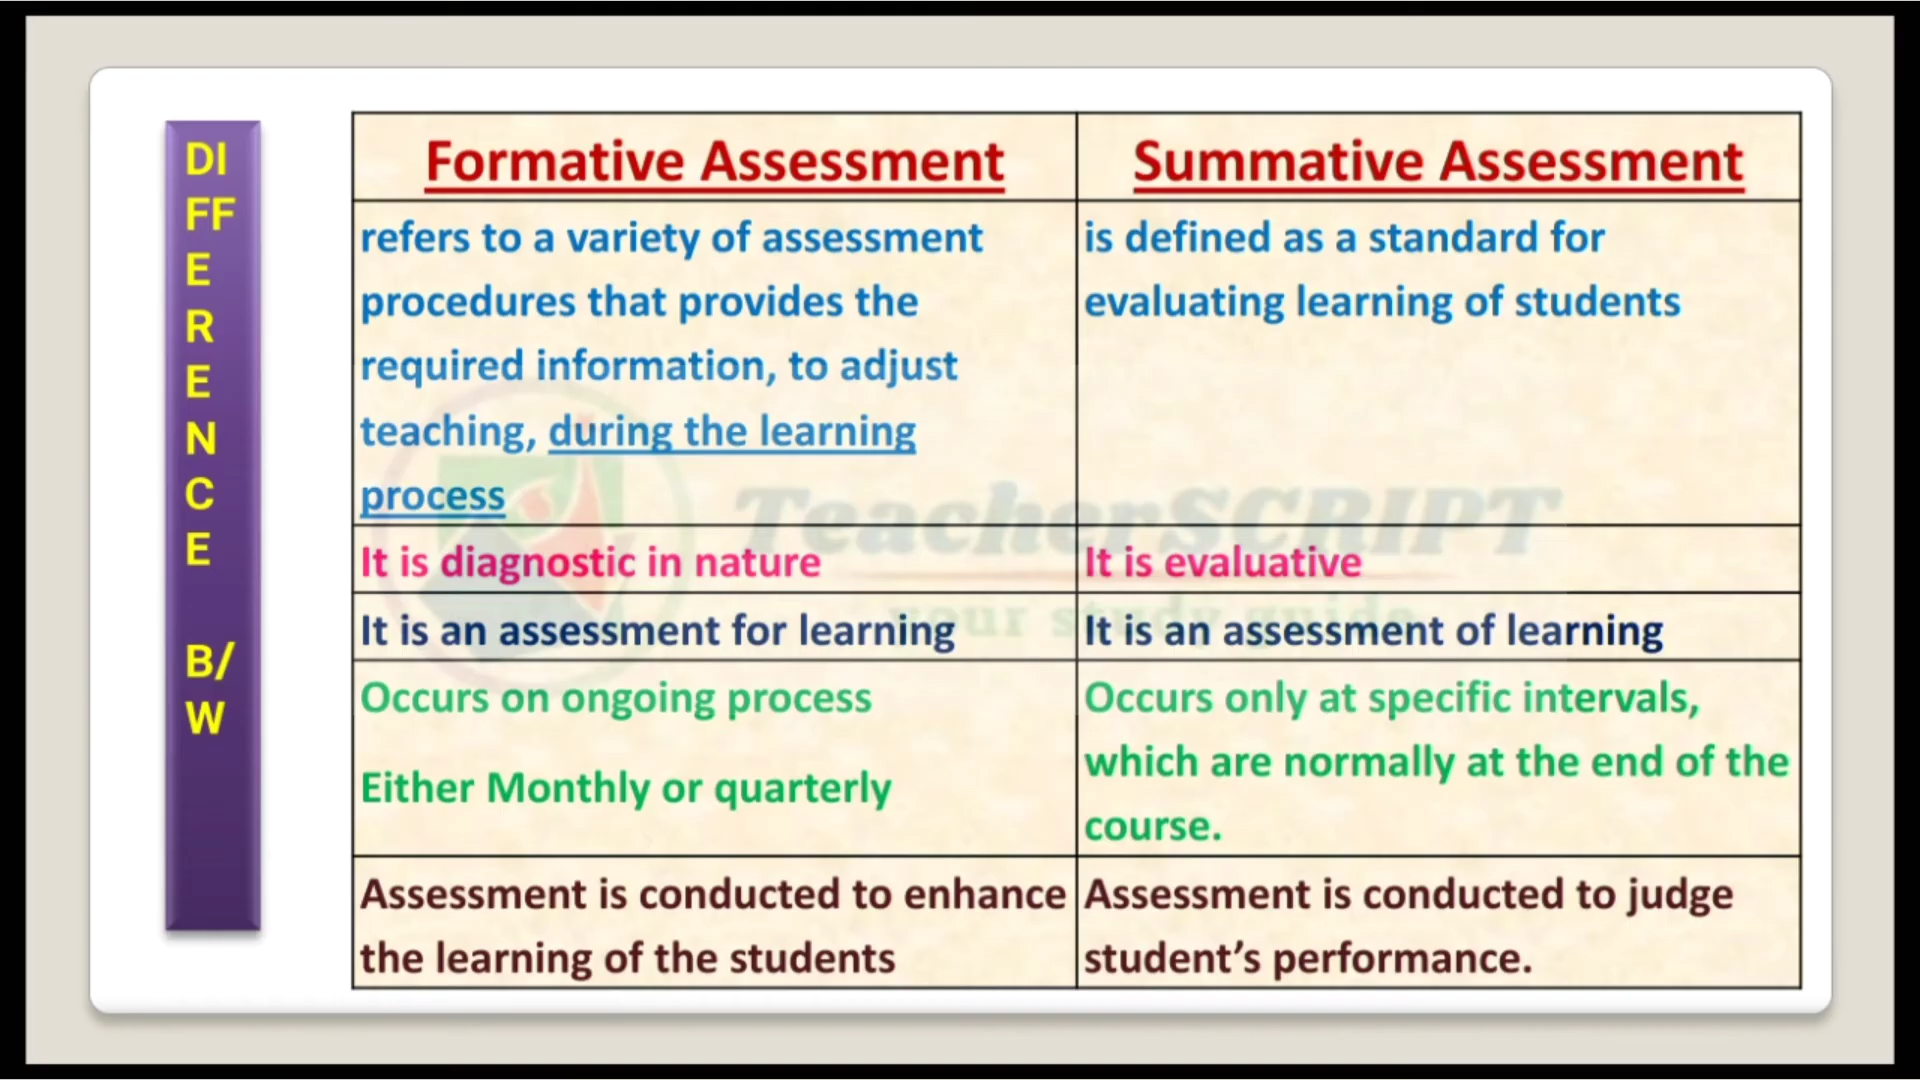 DI
FF
E
R
E
N
C
E
B/
W
Formative Assessment
Summative Assessment
refers to a variety of assessment
procedures that provides the
required information, to adjust
teaching, during the learning
process
is defined as a standard for
evaluating learning of students
It is diagnostic in nature
It is evaluative
It is an assessment for learning
It is an assessment of learning
Occurs on ongoing process
Either Monthly or quarterly
Occurs only at specific intervals,
which are normally at the end of the
course.
Assessment is conducted to enhance
the learning of the students
Assessment is conducted to judge
student’s performance.
TeacherSCRIPT
your study guide